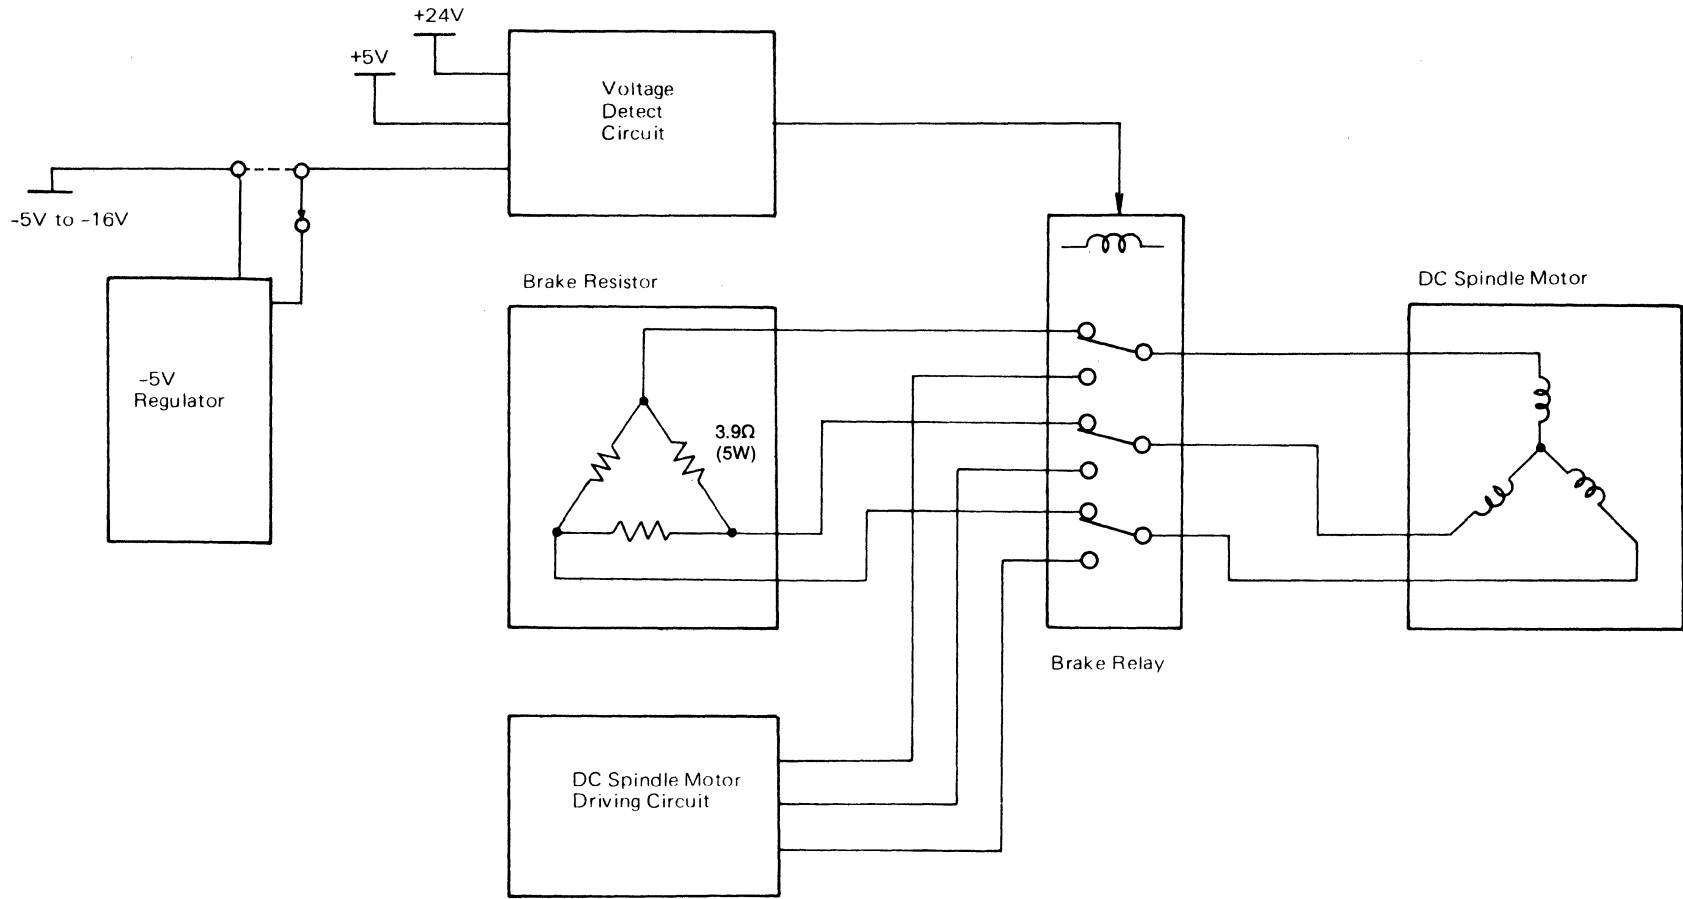 +24V
+5V
Voltage
Detect
Circuit
-5V to -16V
Brake Resistor
DC Spindle Motor
-5V
Regulator
3.9Ω
(5W)
Brake Relay
DC Spindle Motor
Driving Circuit